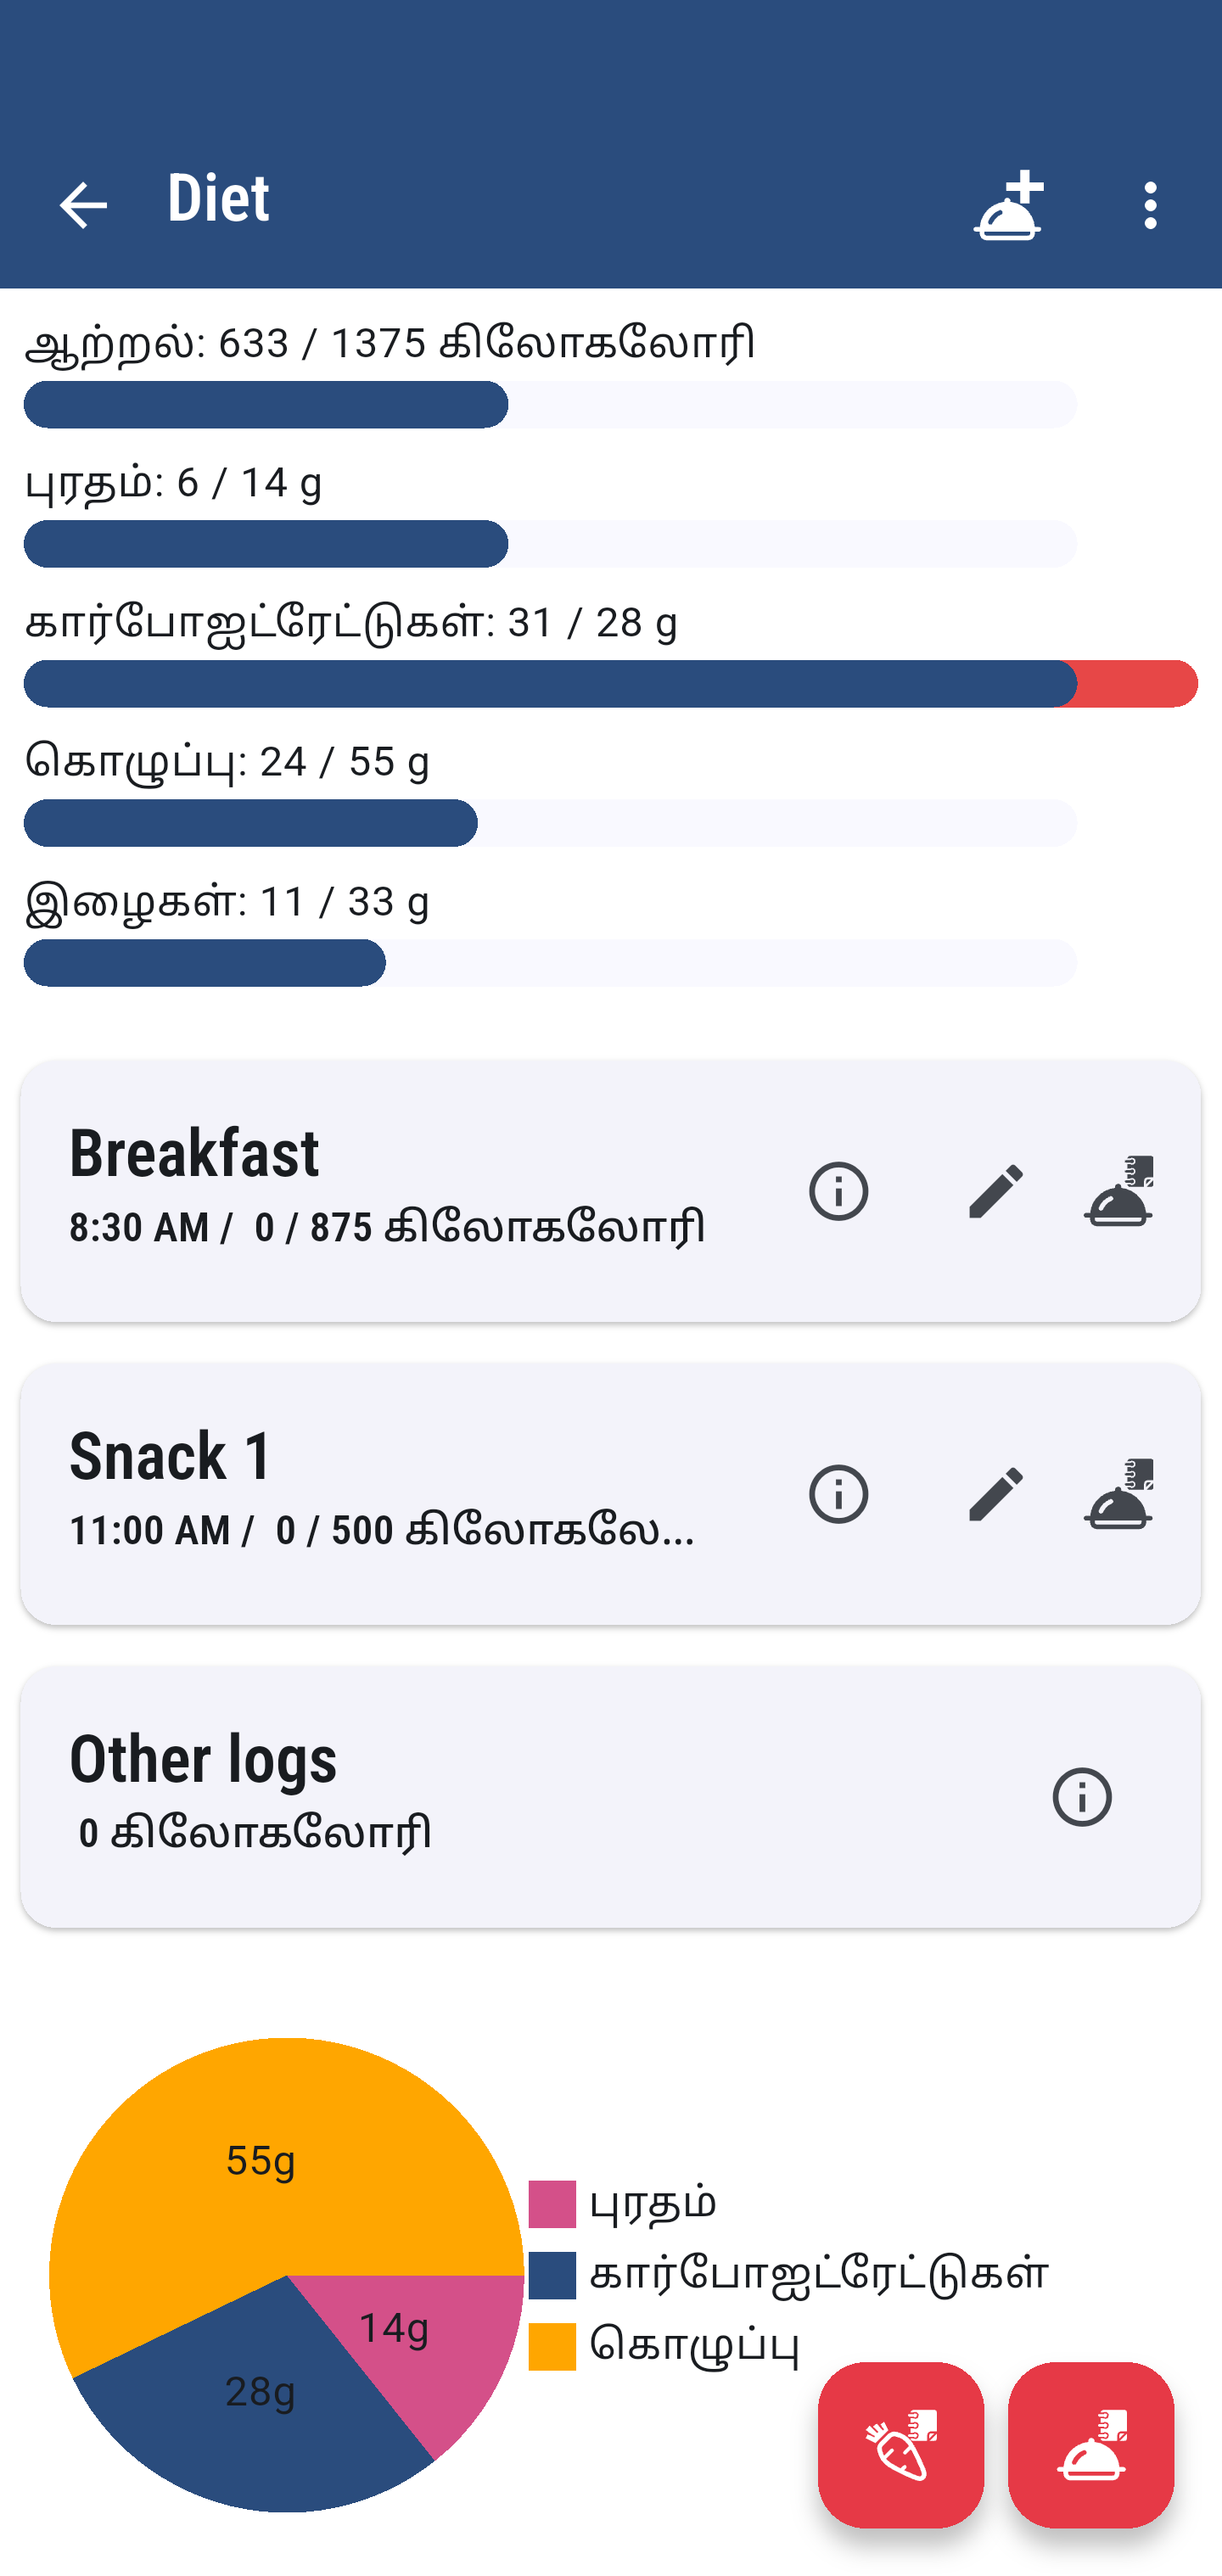 Diet
ஆற்றல்: 633 / 1375 கிலோகலோரி
புரதம்: 6 / 14 g
கார்போஐட்ரேட்டுகள்: 31 / 28 g
கொழுப்பு: 24 / 55 g
இழைகள்: 11 / 33 g
Breakfast
8:30 AM / 0 / 875 கிலோகலோரி
Snack 1
11:00 AM / 0 / 500 கிலோகலே...
Other logs
0 கிலோகலோரி
55g
14g
28g
புரதம்
கார்போஐட்ரேட்டுகள்
கொழுப்பு